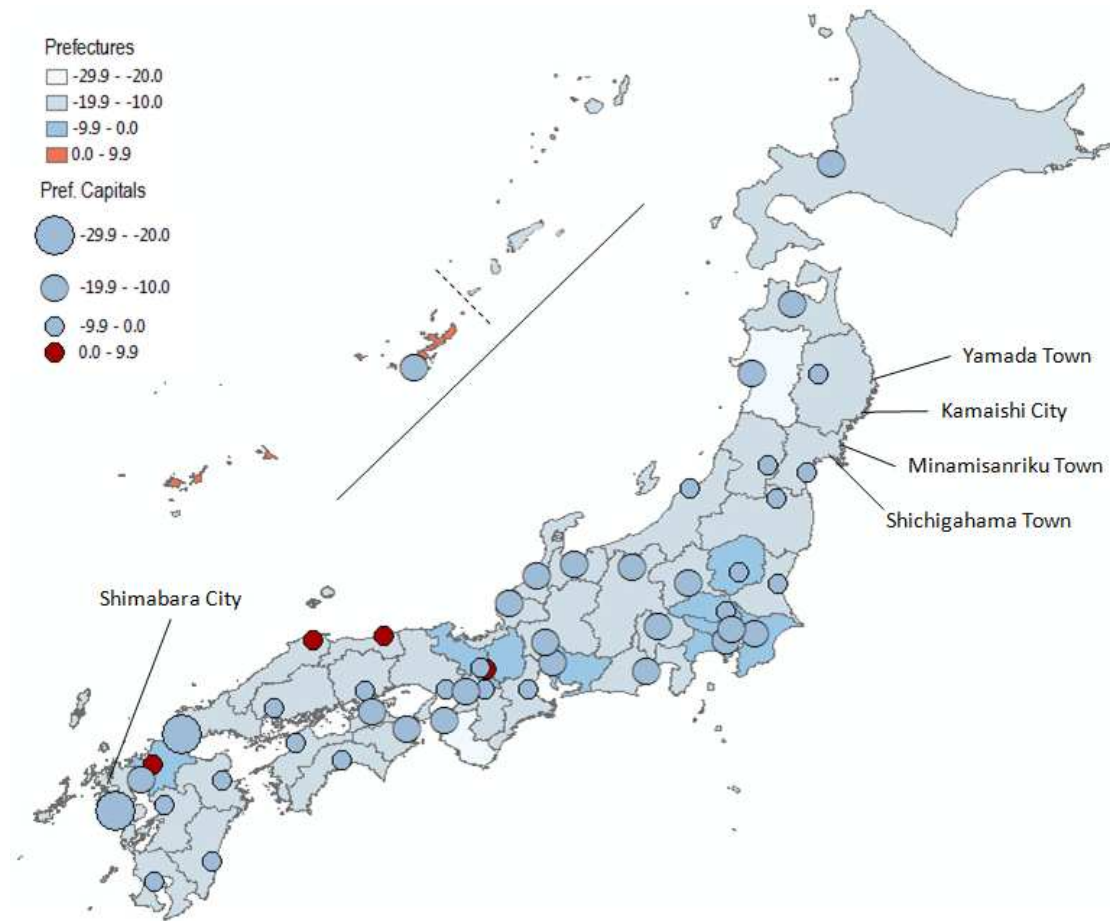 Prefectures
-29.9 - -20.0
-19.9 - -10.0
-9.9 - 0.0
0.0 - 9.9
Pref. Capitals
-29.9 - -20.0
-19.9 - -10.0
-9.9 - 0.0
0.0 - 9.9
Yamada Town
Kamaishi City
Minamisanriku Town
Shichigahama Town
Shimabara City